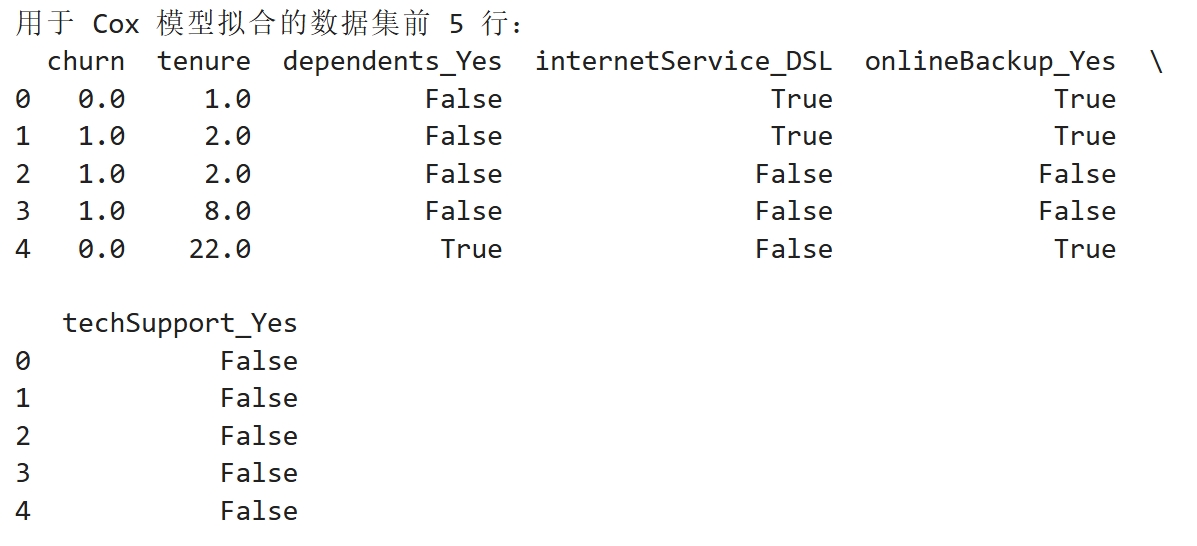 用于 Cox 模型拟合的数据集前 5 行：
churn tenure dependents_Yes internetService_DSL onlineBackup_Yes \
0 0.0 1.0 False True True
1 1.0 2.0 False True True
2 1.0 2.0 False False False
3 1.0 8.0 False False False
4 0.0 22.0 True False True
techSupport_Yes
0 False
1 False
2 False
3 False
4 False